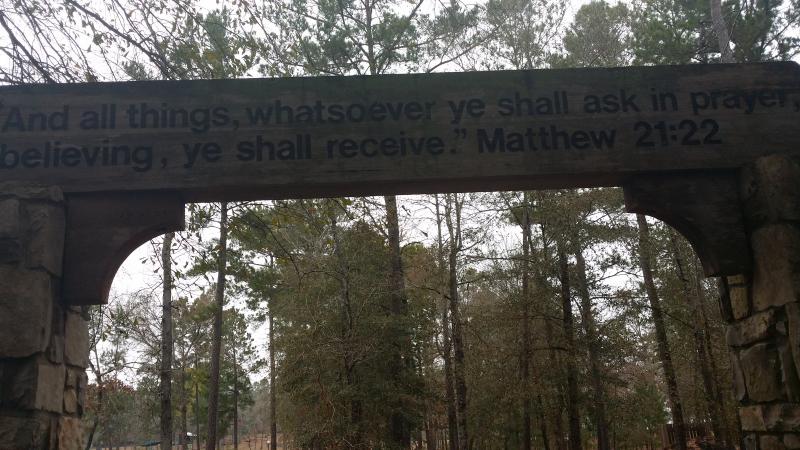 "And all things, whatsoever ye shall ask in prayer,
believing, ye shall receive." Matthew 21:22